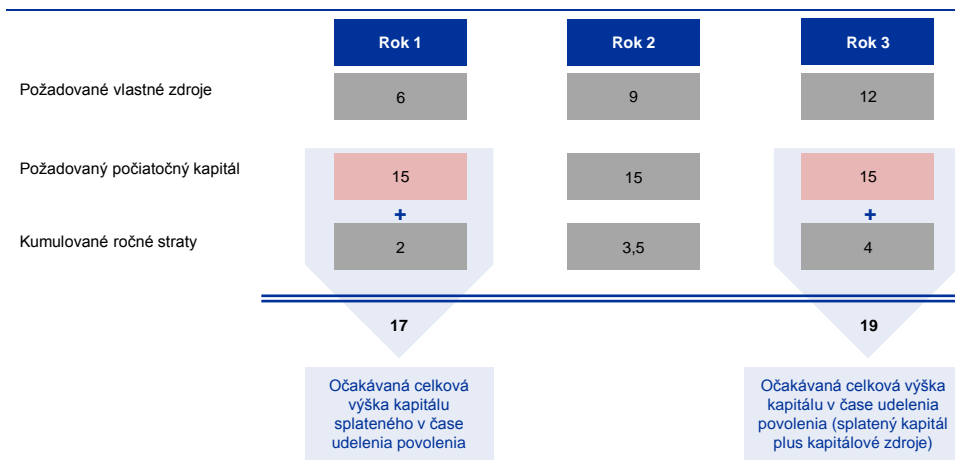 Rok 1 Rok 2 Rok 3
Požadované vlastné zdroje 6 9 12
Požadovaný počiatočný kapitál 15 15 15
+ +
Kumulované ročné straty 2 3,5 4
17 19
Očakávaná celková
výška kapitálu
splateného v čase
udelenia povolenia
Očakávaná celková výška
kapitálu v čase udelenia
povolenia (splatený kapitál
plus kapitálové zdroje)